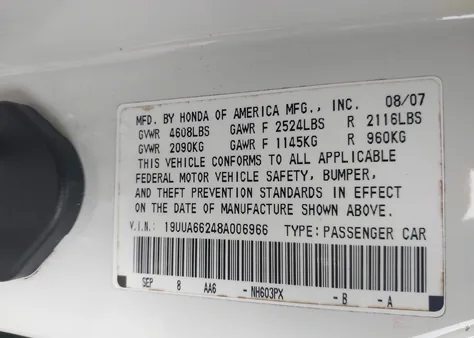 MFD. BY HONDA OF AMERICA MFG., INC. 08/07
GVWR 4608LBS GAWR F 2524LBS R 2116LBS
GVWR 2090KG GAWR F 1145KG R 960KG
THIS VEHICLE CONFORMS TO ALL APPLICABLE
FEDERAL MOTOR VEHICLE SAFETY, BUMPER,
AND THEFT PREVENTION STANDARDS IN EFFECT
ON THE DATE OF MANUFACTURE SHOWN ABOVE.
V.I.N.: 19UUA66248A006966 TYPE: PASSENGER CAR
SEP 8 AA6 - NH603PX - B - A